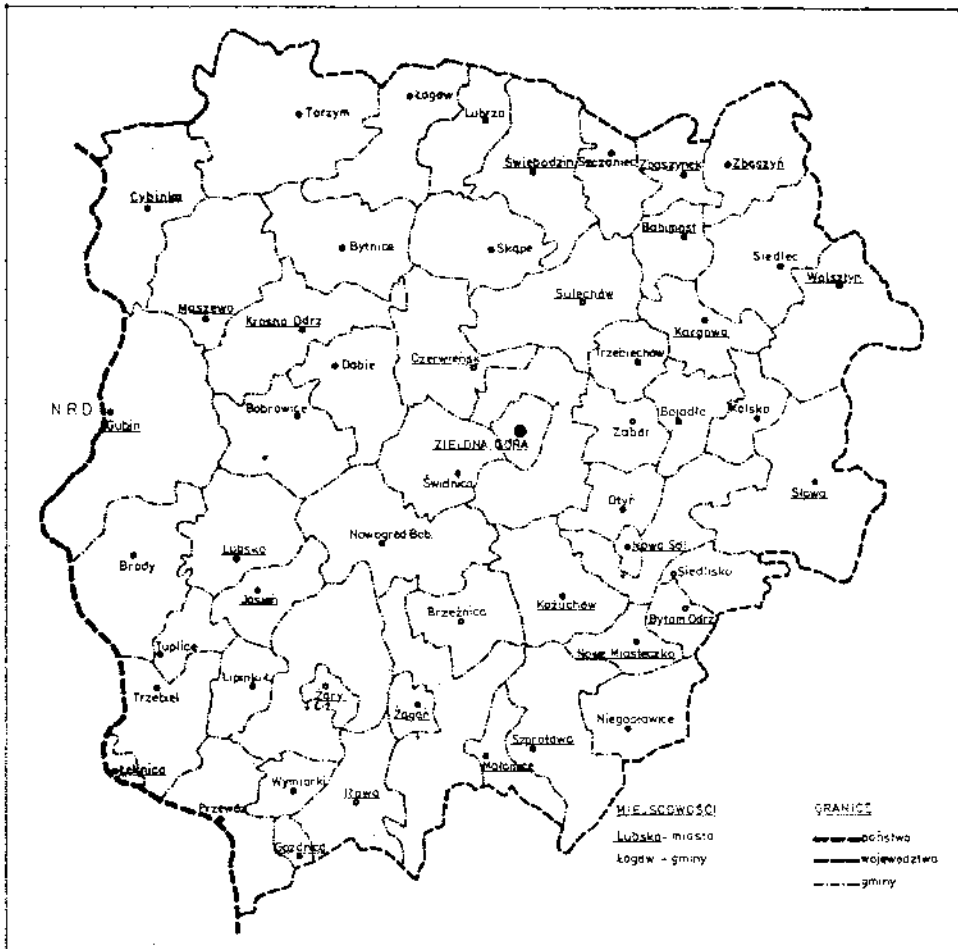 Łagów
Torzym
Lubrza
Świebodzin
Szczaniec
Zbąszynek
Zbąszyń
Cybinka
Babimost
Bytnica
Skąpe
Siedlec
Wolsztyn
Sulechów
Maszewo
Krosno Odrz
Kargowa
Trzebiechów
Dąbie
Czerwieńsk
NRD
Gubin
Bobrowice
Zabór
Bojadła
Kolsko
ZIELONA GÓRA
Świdnica
Sława
Otyń
Nowogród Bob.
Nowa Sól
Brody
Lubsko
Siedlisko
Jasień
Brzeźnica
Kożuchów
Bytom Odrz
Nowe Miasteczko
Tuplice
Trzebiel
Lipinki Ł
Żary
Żagań
Niegosławice
Szprotawa
Małomice
Łęknica
Wymiarki
Iłowa
Przewóz
Gozdnica
MIEJSCOWOŚCI
Lubsko - miasta
Łagów - gminy
GRANICE
państwa
województwa
gminy